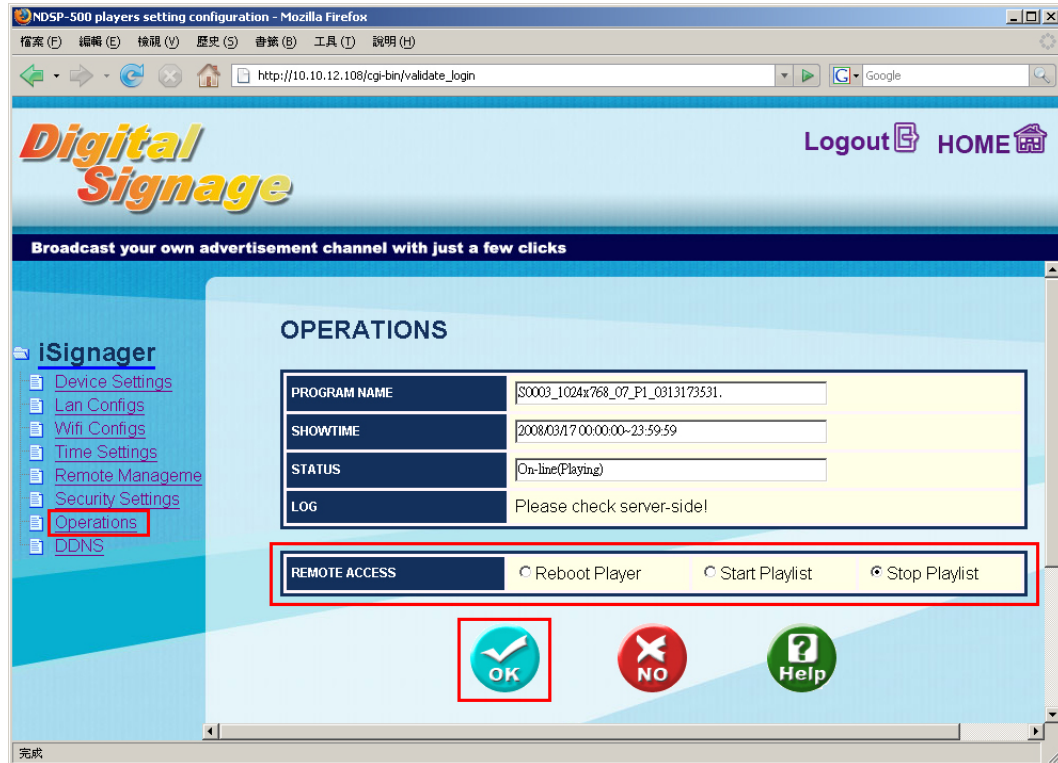 NDSP-500 players setting configuration - Mozilla Firefox
檔案(F) 編輯(E) 檢視(V) 歷史(S) 書籤(B) 工具(T) 說明(H)
http://10.10.12.108/cgi-bin/validate_login
G Google
Digital
Signage
Logout HOME
Broadcast your own advertisement channel with just a few clicks
iSignager
Device Settings
Lan Configs
Wifi Configs
Time Settings
Remote Manageme
Security Settings
Operations
DDNS
OPERATIONS
PROGRAM NAME S0003_1024x768_07_P1_0313173531.
SHOWTIME 2008/03/17 00:00:00~23:59:59
STATUS On-line(Playing)
LOG Please check server-side!
REMOTE ACCESS Reboot Player Start Playlist Stop Playlist
OK NO ? Help
完成